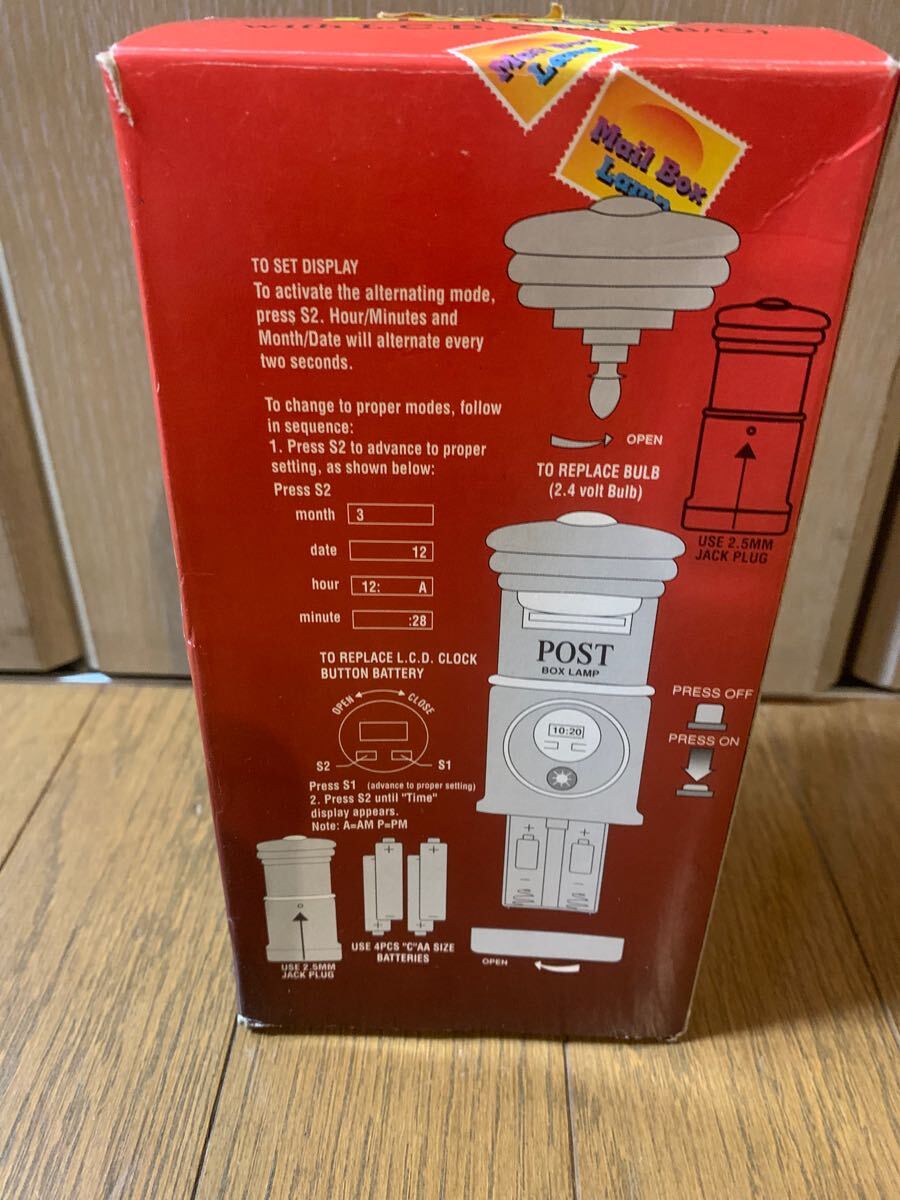 with L.C.D. (B/O)
Mail Box
Lamp
Mail Box
Lamp
TO SET DISPLAY
To activate the alternating mode,
press S2. Hour/Minutes and
Month/Date will alternate every
two seconds.
To change to proper modes, follow
in sequence:
1. Press S2 to advance to proper
setting, as shown below:
Press S2
month 3
date 12
hour 12: A
minute :28
TO REPLACE L.C.D. CLOCK
BUTTON BATTERY
OPEN CLOSE
S2 S1
Press S1 (advance to proper setting)
2. Press S2 until "Time"
display appears.
Note: A=AM P=PM
USE 2.5MM
JACK PLUG
USE 4PCS "C"AA SIZE
BATTERIES
OPEN
TO REPLACE BULB
(2.4 volt Bulb)
USE 2.5MM
JACK PLUG
POST
BOX LAMP
10:20
PRESS OFF
PRESS ON
+ +
- -
OPEN